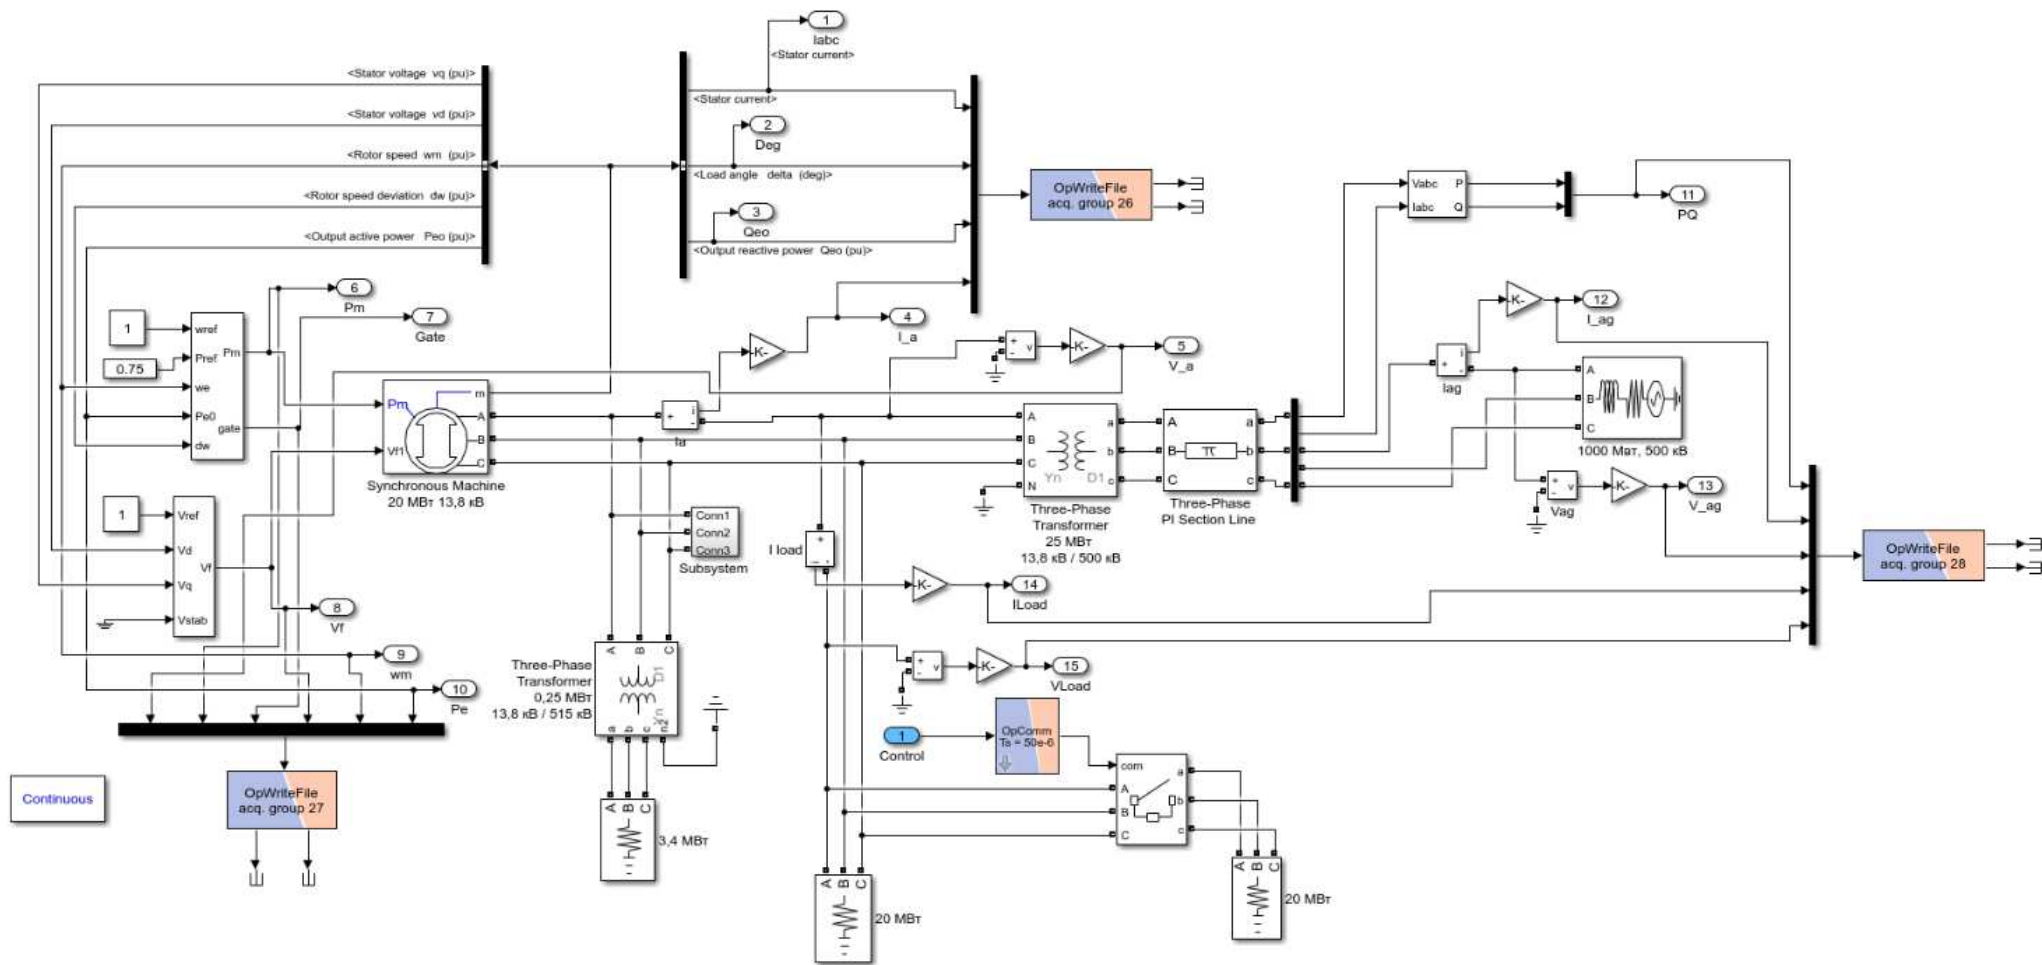 1
Iabc
<Stator current>
<Stator voltage vq (pu)>
<Stator current>
<Stator voltage vd (pu)>
2
Deg
<Rotor speed wm (pu)>
<Load angle delta (deg)>
<Rotor speed deviation dw (pu)>
3
Qeo
<Output active power Peo (pu)>
<Output reactive power Qeo (pu)>
OpWriteFile
acq. group 26
Vabc
Iabc
P
Q
11
PQ
6
Pm
7
Gate
1
0.75
wref
Pref
we
Pe0
dw
Pm
gate
-K-
4
I_a
+
-
v
-K-
5
V_a
-K-
12
I_ag
+
i
-
Iag
Pm
Vf1
m
A
B
C
Synchronous Machine
20 МВт 13,8 кВ
+
i
-
Ia
A
B
C
N
a
b
c
Yn
D1
Three-Phase
Transformer
25 МВт
13,8 кВ / 500 кВ
A
B
C
π
a
b
c
Three-Phase
PI Section Line
A
B
C
1000 Мвт, 500 кВ
+
-
v
Vag
-K-
13
V_ag
1
Vref
Vd
Vq
Vstab
Vf
8
Vf
9
wm
10
Pe
Conn1
Conn2
Conn3
Subsystem
I load
+
-
-K-
14
ILoad
OpWriteFile
acq. group 28
A
B
C
Three-Phase
Transformer
0,25 МВт
13,8 кВ / 515 кВ
D1
Yn
a
b
c
n2
+
-
v
-K-
15
VLoad
1
Control
OpComm
Ts = 50e-6
com
A
B
C
a
b
c
Continuous
OpWriteFile
acq. group 27
A
B
C
3,4 МВт
A
B
C
20 МВт
A
B
C
20 МВт